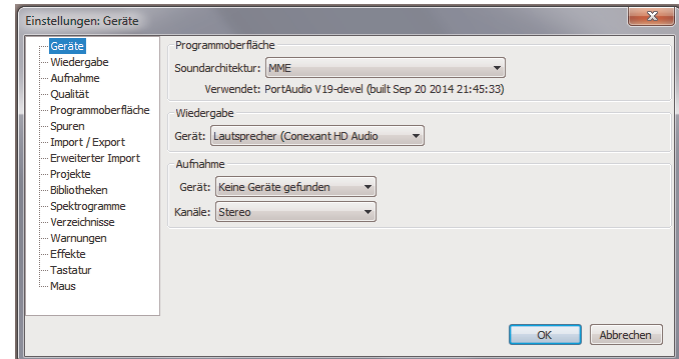 Einstellungen: Geräte
Geräte
Wiedergabe
Aufnahme
Qualität
Programmoberfläche
Spuren
Import / Export
Erweiterter Import
Projekte
Bibliotheken
Spektrogramme
Verzeichnisse
Warnungen
Effekte
Tastatur
Maus
Programmoberfläche
Soundarchitektur: MME
Verwendet: PortAudio V19-devel (built Sep 20 2014 21:45:33)
Wiedergabe
Gerät: Lautsprecher (Conexant HD Audio
Aufnahme
Gerät: Keine Geräte gefunden
Kanäle: Stereo
OK Abbrechen